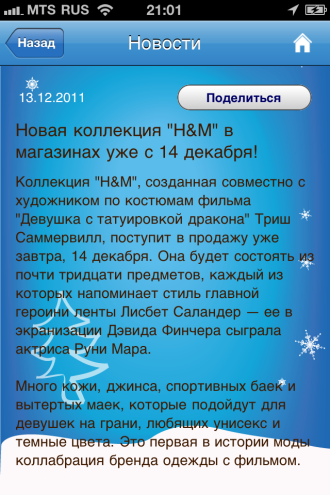 MTS RUS 21:01
Назад Новости
13.12.2011 Поделиться
Новая коллекция "H&M" в
магазинах уже с 14 декабря!
Коллекция "H&M", созданная совместно с
художником по костюмам фильма
"Девушка с татуировкой дракона" Триш
Саммервилл, поступит в продажу уже
завтра, 14 декабря. Она будет состоять из
почти тридцати предметов, каждый из
которых напоминает стиль главной
героини ленты Лисбет Саландер — ее в
экранизации Дэвида Финчера сыграла
актриса Руни Мара.
Много кожи, джинса, спортивных баек и
вытертых маек, которые подойдут для
девушек на грани, любящих унисекс и
темные цвета. Это первая в истории моды
коллабрация бренда одежды с фильмом.